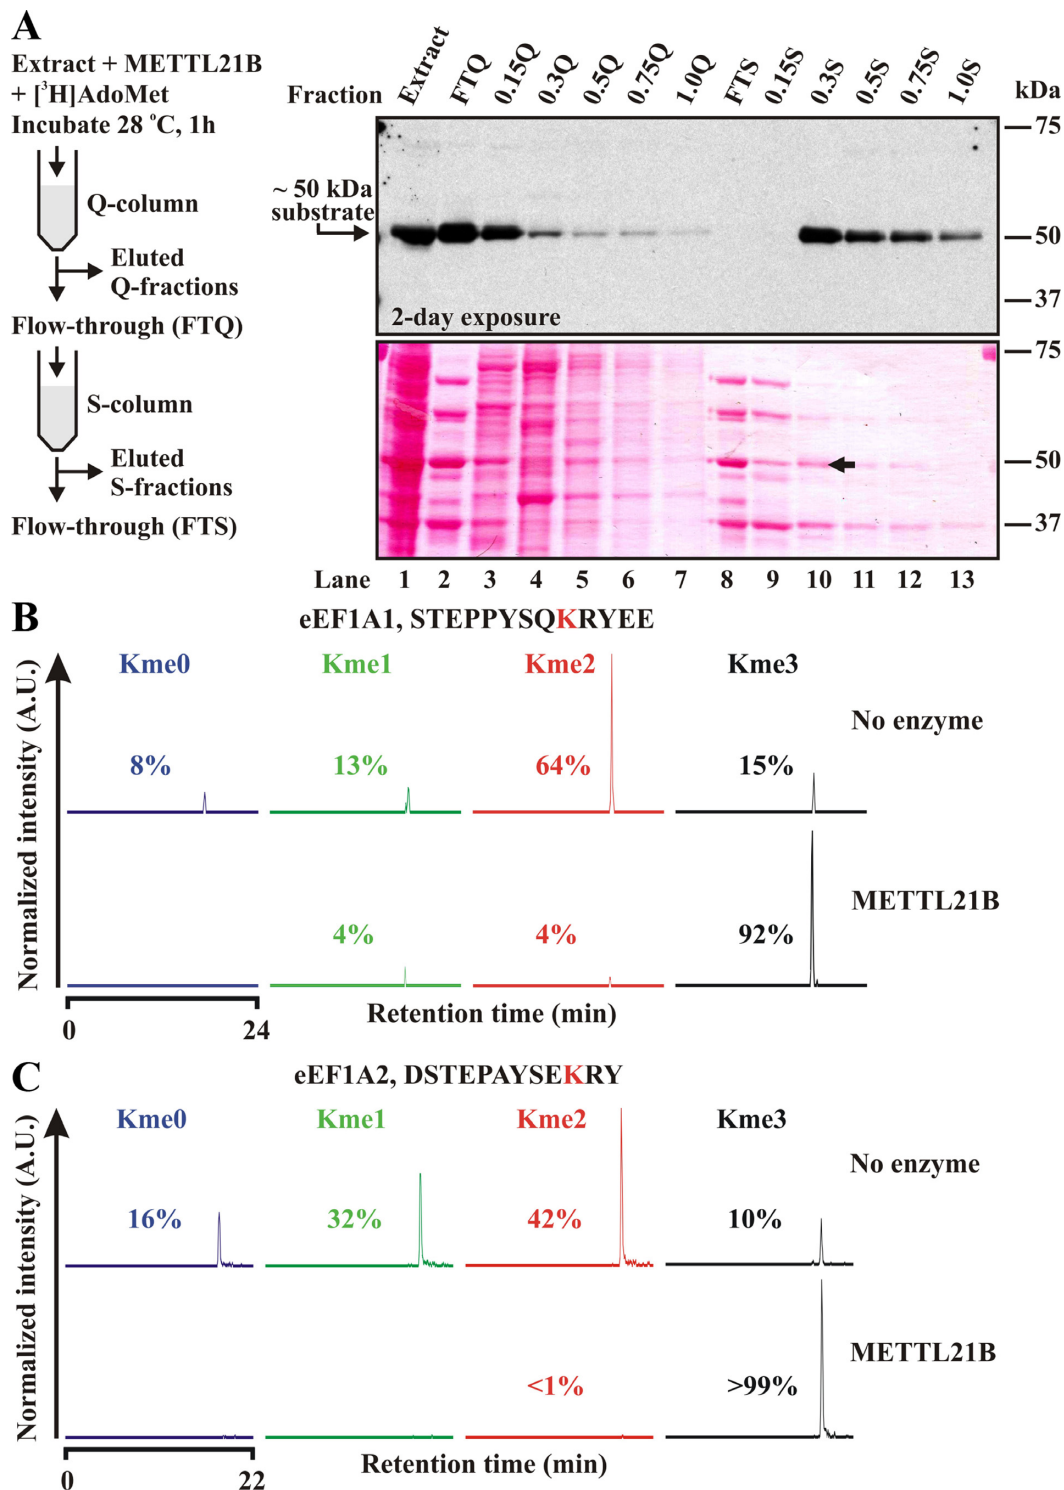 A
Extract + METTL21B
+ [³H]AdoMet
Incubate 28 °C, 1h
Q-column
Eluted
Q-fractions
Flow-through (FTQ)
S-column
Eluted
S-fractions
Flow-through (FTS)
Fraction
Extract
FTQ
0.15Q
0.3Q
0.5Q
0.75Q
1.0Q
FTS
0.15S
0.3S
0.5S
0.75S
1.0S
kDa
75
~ 50 kDa
substrate
50
37
2-day exposure
75
50
37
Lane 1 2 3 4 5 6 7 8 9 10 11 12 13
B
eEF1A1, STEPPYSQKRYEE
Normalized intensity (A.U.)
Kme0 Kme1 Kme2 Kme3
No enzyme
8% 13% 64% 15%
METTL21B
4% 4% 92%
Retention time (min)
0 24
C
eEF1A2, DSTEPAYSEKRY
Normalized intensity (A.U.)
Kme0 Kme1 Kme2 Kme3
No enzyme
16% 32% 42% 10%
METTL21B
<1% >99%
Retention time (min)
0 22